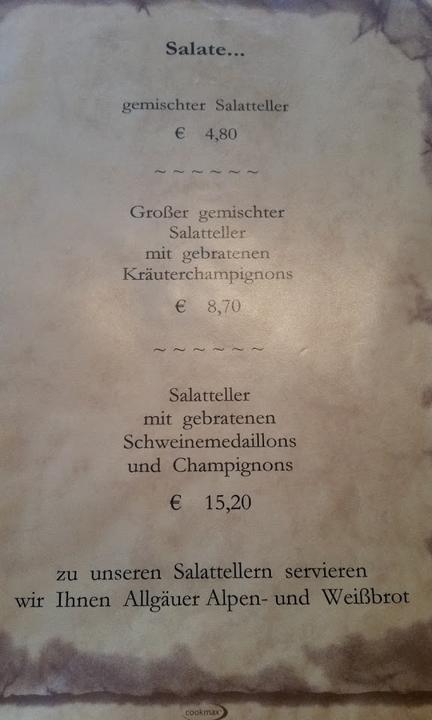 Salate...
gemischter Salatteller
€ 4,80
~ ~ ~ ~ ~ ~
Großer gemischter
Salatteller
mit gebratenen
Kräuterchampignons
€ 8,70
~ ~ ~ ~ ~ ~
Salatteller
mit gebratenen
Schweinemedaillons
und Champignons
€ 15,20
zu unseren Salattellern servieren
wir Ihnen Allgäuer Alpen- und Weißbrot
cookmax